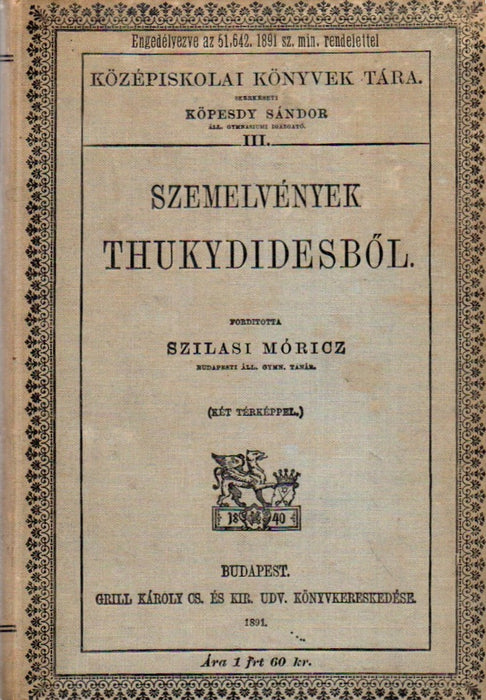 Engedélyezve az 51,642. 1891 sz. min. rendelettel
KÖZÉPISKOLAI KÖNYVEK TÁRA.
SZERKESZTI
KÖPESDY SÁNDOR
ÁLL. GYMNASIUMI IGAZGATÓ.
III.
SZEMELVÉNYEK
THUKYDIDESBŐL.
FORDITOTTA
SZILASI MÓRICZ
BUDAPESTI ÁLL. GYMN. TANÁR.
(KÉT TÉRKÉPPEL.)
18 40
BUDAPEST.
GRILL KÁROLY CS. ÉS KIR. UDV. KÖNYVKERESKEDÉSE.
1891.
Ára 1 frt 60 kr.